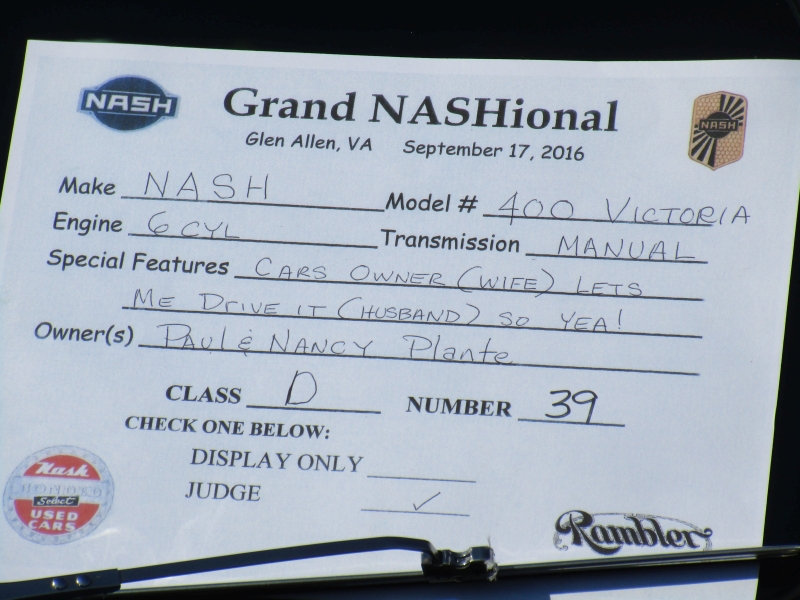 NASH
Grand NASHional
NASH
Glen Allen, VA September 17, 2016
Make NASH Model # 400 VICTORIA
Engine 6 CYL Transmission MANUAL
Special Features CARS OWNER (WIFE) LETS
ME DRIVE IT (HUSBAND) SO YEA!
Owner(s) PAUL & NANCY Plante
CLASS D NUMBER 39
CHECK ONE BELOW:
DISPLAY ONLY
JUDGE ✓
Nash
Select
USED
CARS
Rambler